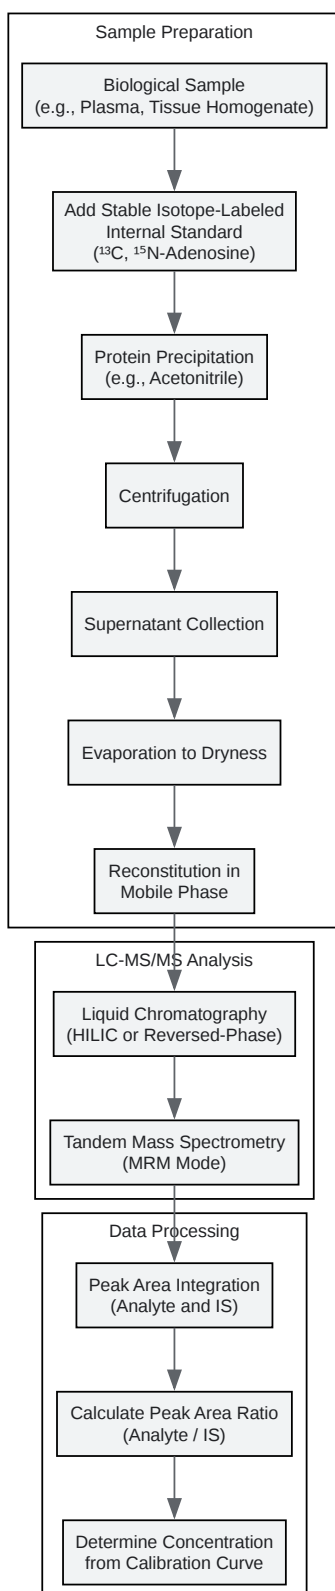 Sample Preparation
Biological Sample
(e.g., Plasma, Tissue Homogenate)
Add Stable Isotope-Labeled
Internal Standard
(¹³C, ¹⁵N-Adenosine)
Protein Precipitation
(e.g., Acetonitrile)
Centrifugation
Supernatant Collection
Evaporation to Dryness
Reconstitution in
Mobile Phase
LC-MS/MS Analysis
Liquid Chromatography
(HILIC or Reversed-Phase)
Tandem Mass Spectrometry
(MRM Mode)
Data Processing
Peak Area Integration
(Analyte and IS)
Calculate Peak Area Ratio
(Analyte / IS)
Determine Concentration
from Calibration Curve